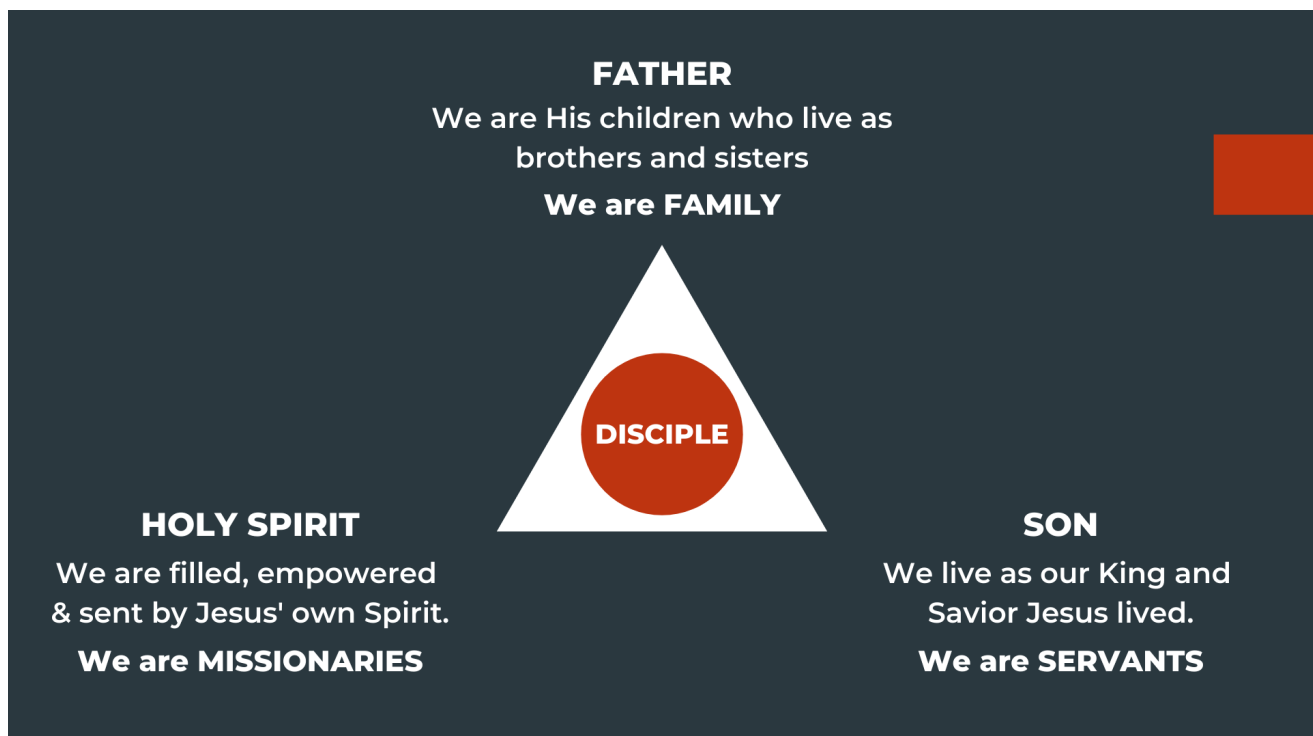 FATHER
We are His children who live as
brothers and sisters
We are FAMILY
DISCIPLE
HOLY SPIRIT
We are filled, empowered
& sent by Jesus' own Spirit.
We are MISSIONARIES
SON
We live as our King and
Savior Jesus lived.
We are SERVANTS